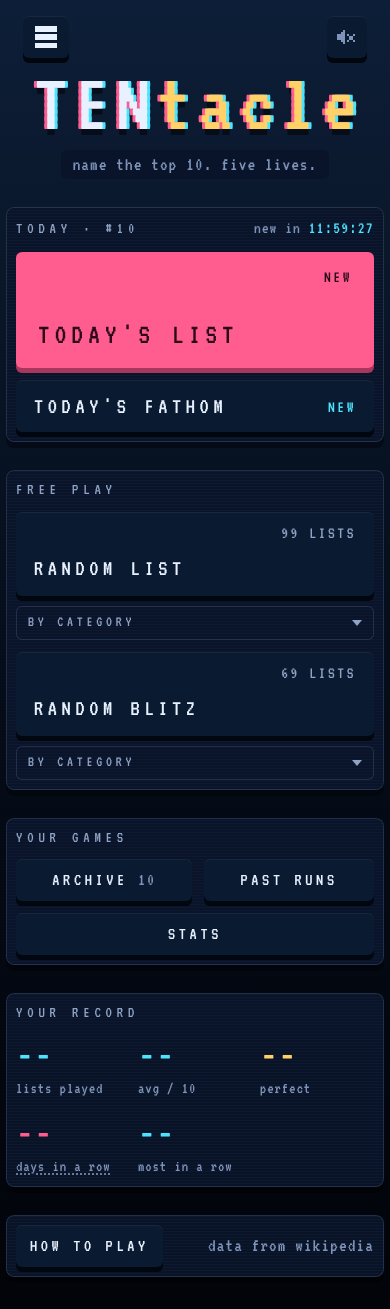 TENtacle
name the top 10. five lives.
TODAY · #10 new in 11:59:27
NEW
TODAY'S LIST
TODAY'S FATHOM NEW
FREE PLAY
99 LISTS
RANDOM LIST
BY CATEGORY
69 LISTS
RANDOM BLITZ
BY CATEGORY
YOUR GAMES
ARCHIVE 10 PAST RUNS
STATS
YOUR RECORD
-- -- --
lists played avg / 10 perfect
-- --
days in a row most in a row
HOW TO PLAY data from wikipedia